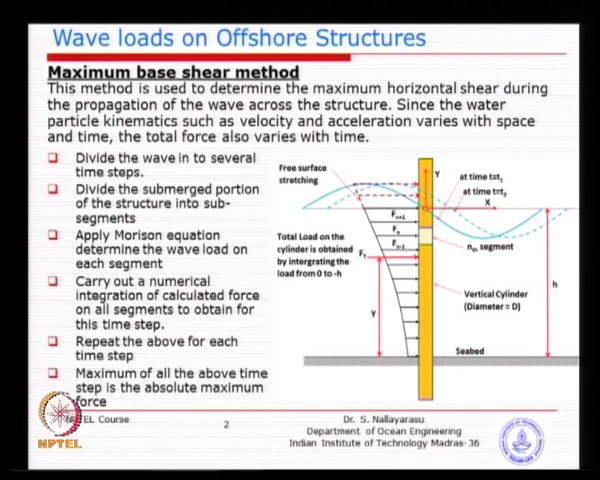 Wave loads on Offshore Structures
Maximum base shear method
This method is used to determine the maximum horizontal shear during
the propagation of the wave across the structure. Since the water
particle kinematics such as velocity and acceleration varies with space
and time, the total force also varies with time.
Divide the wave in to several
time steps.
Divide the submerged portion
of the structure into sub-
segments
Apply Morison equation
determine the wave load on
each segment
Carry out a numerical
integration of calculated force
on all segments to obtain for
this time step.
Repeat the above for each
time step
Maximum of all the above time
step is the absolute maximum
force
Free surface
stretching
Y
at time t=t₁
at time t=t₂
X
Fn+1
Fn
Fn-1
nth segment
Total Load on the
cylinder is obtained
by intergrating the
load from 0 to -h
FT
h
Y
Vertical Cylinder
(Diameter = D)
Seabed
NPTEL Course
2
Dr. S. Nallayarasu
Department of Ocean Engineering
Indian Institute of Technology Madras-36
NPTEL